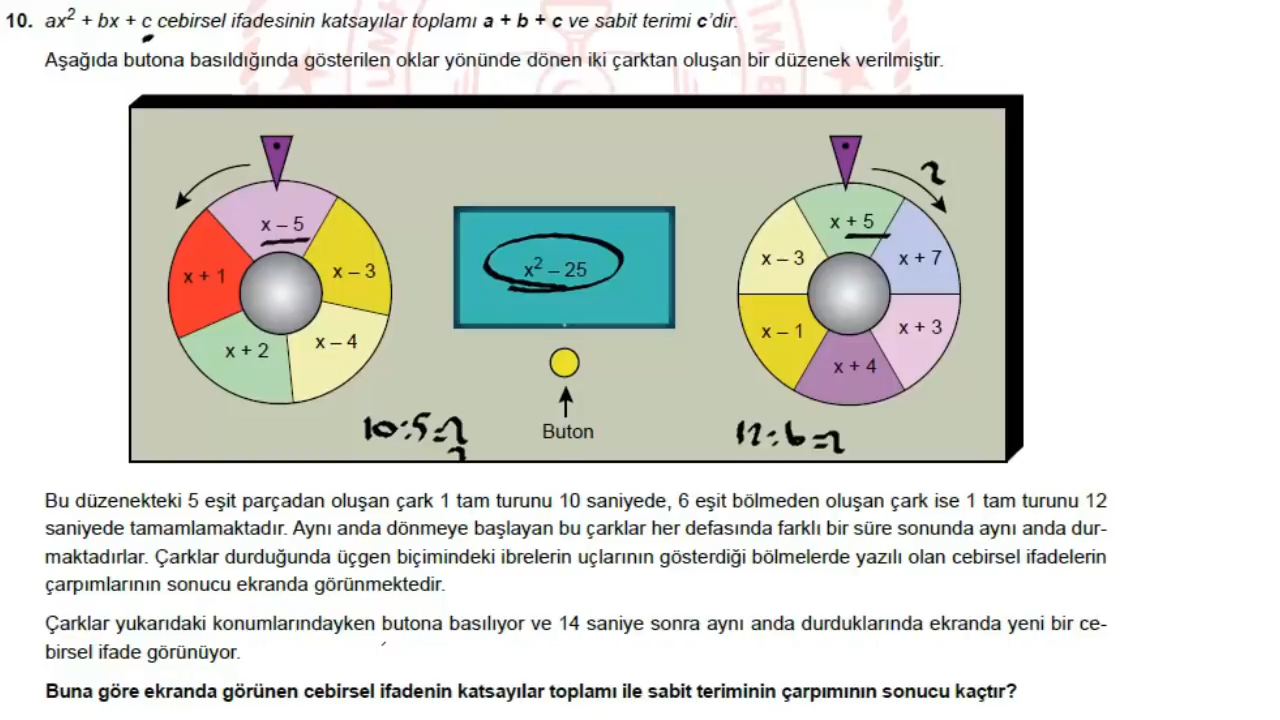 10. ax² + bx + c cebirsel ifadesinin katsayılar toplamı a + b + c ve sabit terimi c'dir.
Aşağıda butona basıldığında gösterilen oklar yönünde dönen iki çarktan oluşan bir düzenek verilmiştir.
x – 5
x + 1
x – 3
x + 2
x – 4
x² – 25
Buton
2
x + 5
x – 3
x + 7
x – 1
x + 3
x + 4
10:5=2
12:6=2
Bu düzenekteki 5 eşit parçadan oluşan çark 1 tam turunu 10 saniyede, 6 eşit bölmeden oluşan çark ise 1 tam turunu 12
saniyede tamamlamaktadır. Aynı anda dönmeye başlayan bu çarklar her defasında farklı bir süre sonunda aynı anda dur-
maktadırlar. Çarklar durduğunda üçgen biçimindeki ibrelerin uçlarının gösterdiği bölmelerde yazılı olan cebirsel ifadelerin
çarpımlarının sonucu ekranda görünmektedir.
Çarklar yukarıdaki konumlarındayken butona basılıyor ve 14 saniye sonra aynı anda durduklarında ekranda yeni bir ce-
birsel ifade görünüyor.
Buna göre ekranda görünen cebirsel ifadenin katsayılar toplamı ile sabit teriminin çarpımının sonucu kaçtır?